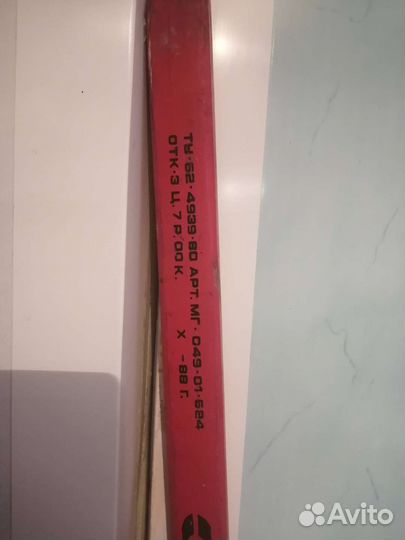 ТУ·62·4939·80 АРТ. МГ· 049·01·624
ОТК·3 Ц. 7 Р. 00 К.
X -88 Г.
Avito